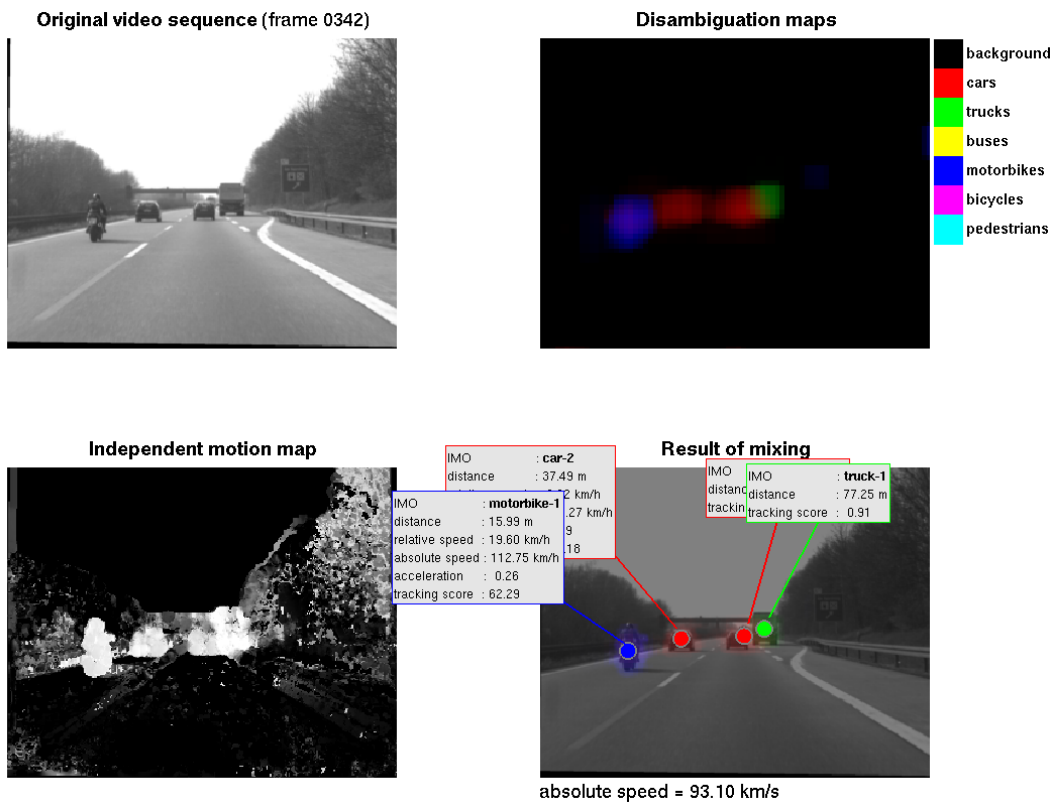 Original video sequence (frame 0342)
Disambiguation maps
background
cars
trucks
buses
motorbikes
bicycles
pedestrians
Independent motion map
Result of mixing
IMO : car-2
distance : 37.49 m
km/h
.27 km/h
9
.18
IMO : motorbike-1
distance : 15.99 m
relative speed : 19.60 km/h
absolute speed : 112.75 km/h
acceleration : 0.26
tracking score : 62.29
IMO
tracking
IMO : truck-1
distance : 77.25 m
tracking score : 0.91
absolute speed = 93.10 km/s